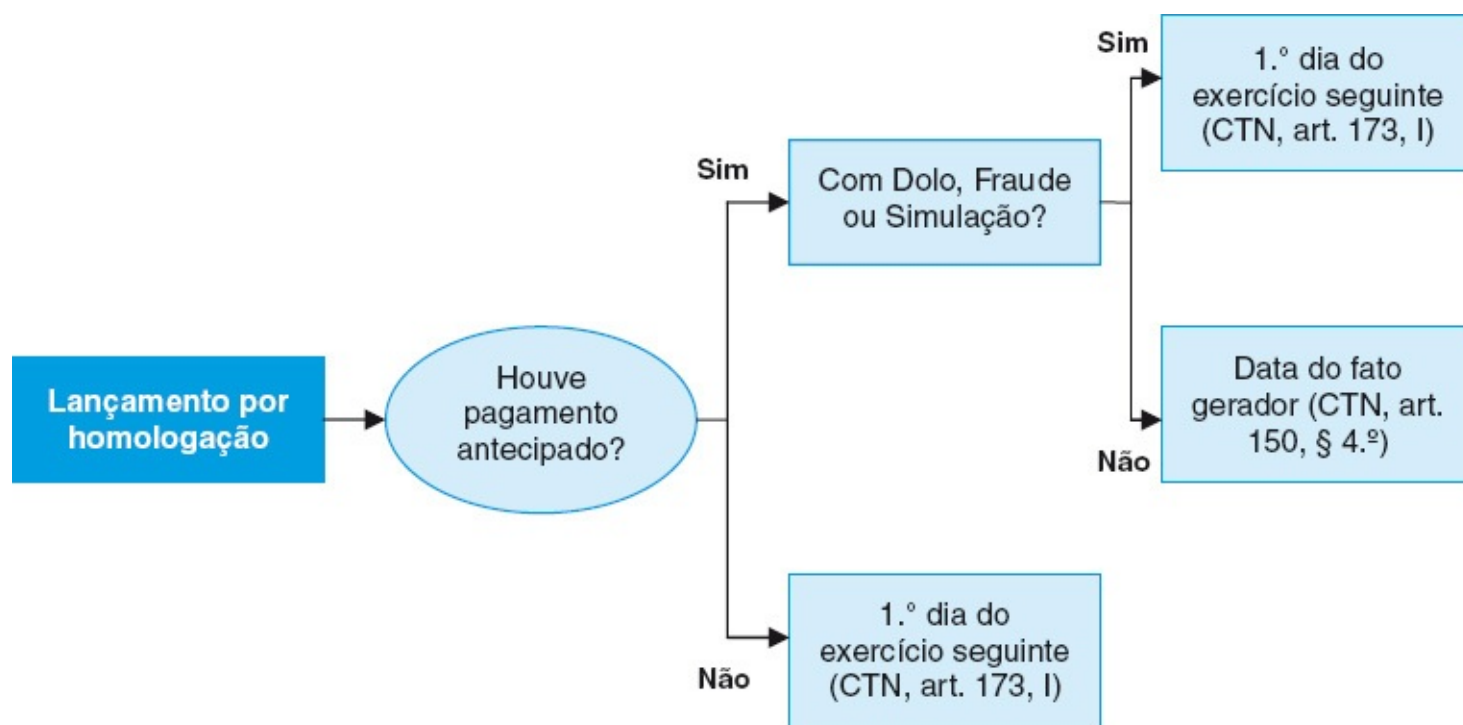 Lançamento por
homologação
Houve
pagamento
antecipado?
Sim
Com Dolo, Fraude
ou Simulação?
Sim
1.° dia do
exercício seguinte
(CTN, art. 173, I)
Não
Data do fato
gerador (CTN, art.
150, § 4.º)
Não
1.° dia do
exercício seguinte
(CTN, art. 173, I)